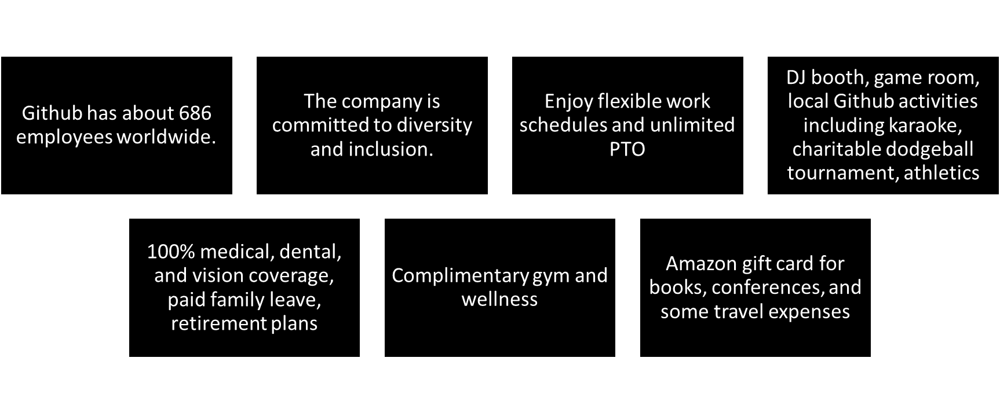 Github has about 686
employees worldwide.
The company is
committed to diversity
and inclusion.
Enjoy flexible work
schedules and unlimited
PTO
DJ booth, game room,
local Github activities
including karaoke,
charitable dodgeball
tournament, athletics
100% medical, dental,
and vision coverage,
paid family leave,
retirement plans
Complimentary gym and
wellness
Amazon gift card for
books, conferences, and
some travel expenses